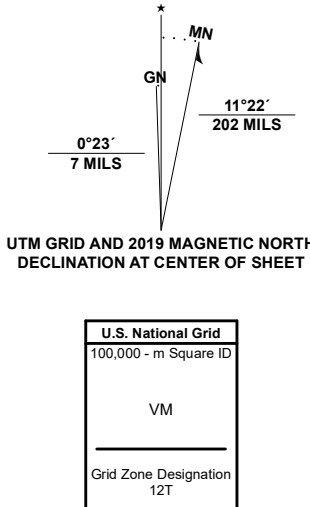 MN
GN
11°22´
202 MILS
0°23´
7 MILS
UTM GRID AND 2019 MAGNETIC NORTH
DECLINATION AT CENTER OF SHEET
U.S. National Grid
100,000 - m Square ID
VM
Grid Zone Designation
12T